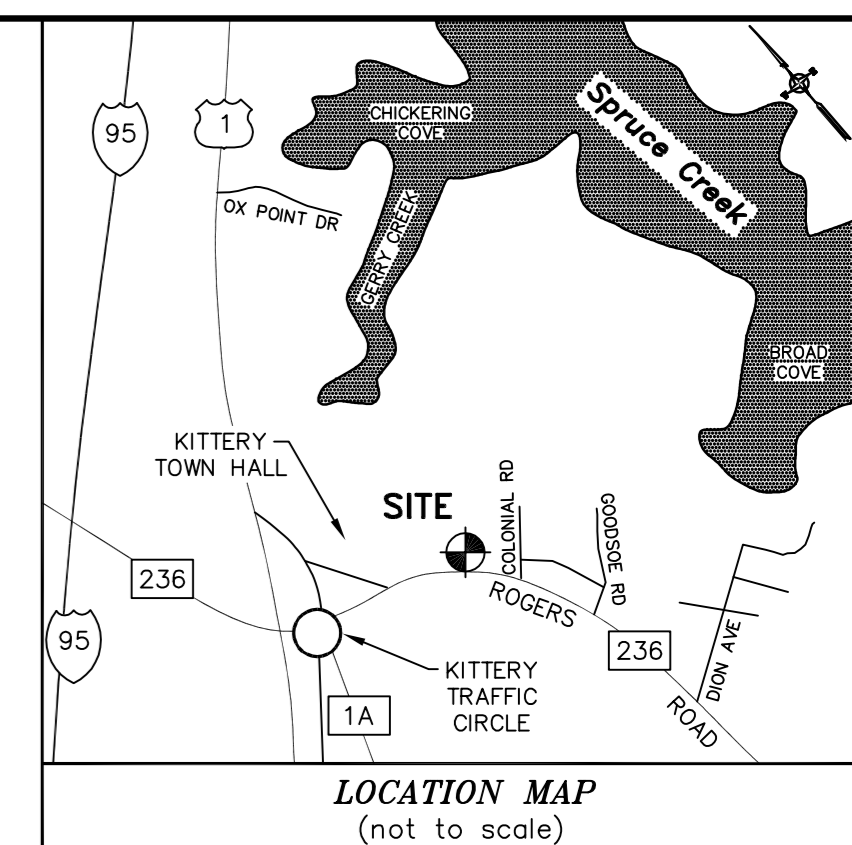 95
1
CHICKERING
COVE
Spruce Creek
OX POINT DR
GERRY CREEK
BROAD
COVE
KITTERY
TOWN HALL
SITE
COLONIAL RD
GOODSOE RD
236
ROGERS
95
236
DION AVE
KITTERY
TRAFFIC
CIRCLE
1A
ROAD
LOCATION MAP
(not to scale)